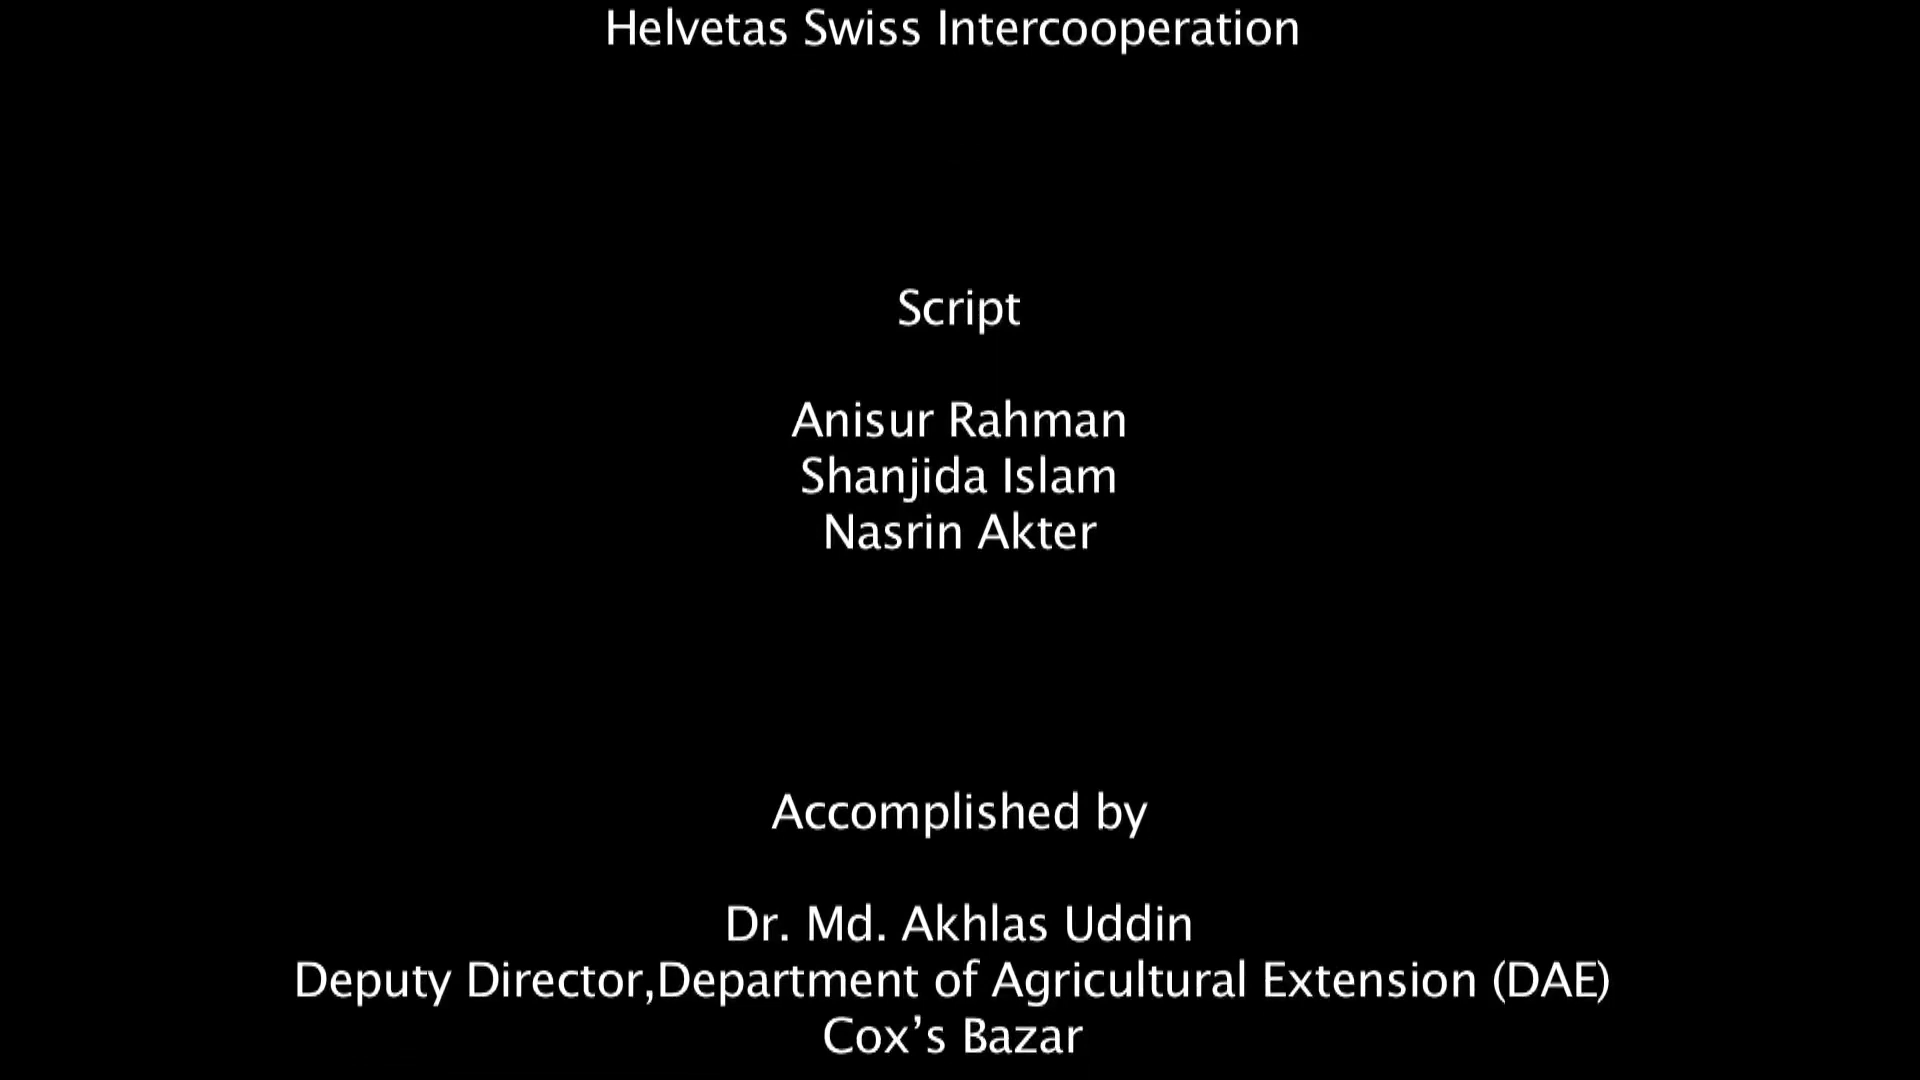 Helvetas Swiss Intercooperation
Script
Anisur Rahman
Shanjida Islam
Nasrin Akter
Accomplished by
Dr. Md. Akhlas Uddin
Deputy Director,Department of Agricultural Extension (DAE)
Cox’s Bazar